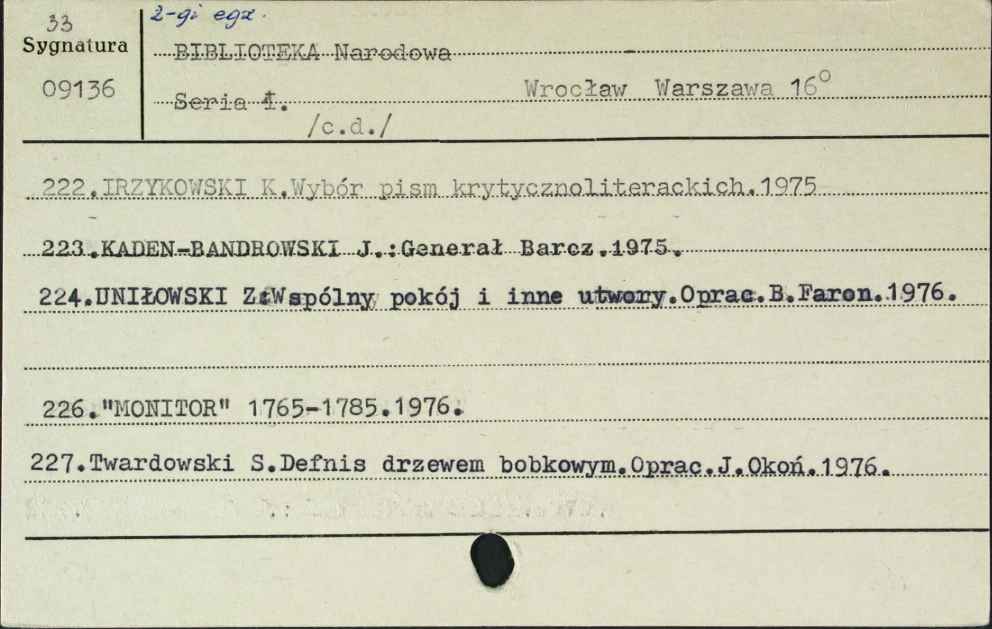 33
2-gi egz.
Sygnatura
BIBLIOTEKA Narodowa
09136
Wrocław Warszawa 16°
Seria I.
/c.d./
222.IRZYKOWSKI K.Wybór pism krytycznoliterackich.1975
223.KADEN-BANDROWSKI J.:Generał Barcz.1975.
224.UNIŁOWSKI Z:Wspólny pokój i inne utwory.Oprac.B.Faron.1976.
226."MONITOR" 1765-1785.1976.
227.Twardowski S.Defnis drzewem bobkowym.Oprac.J.Okoń.1976.